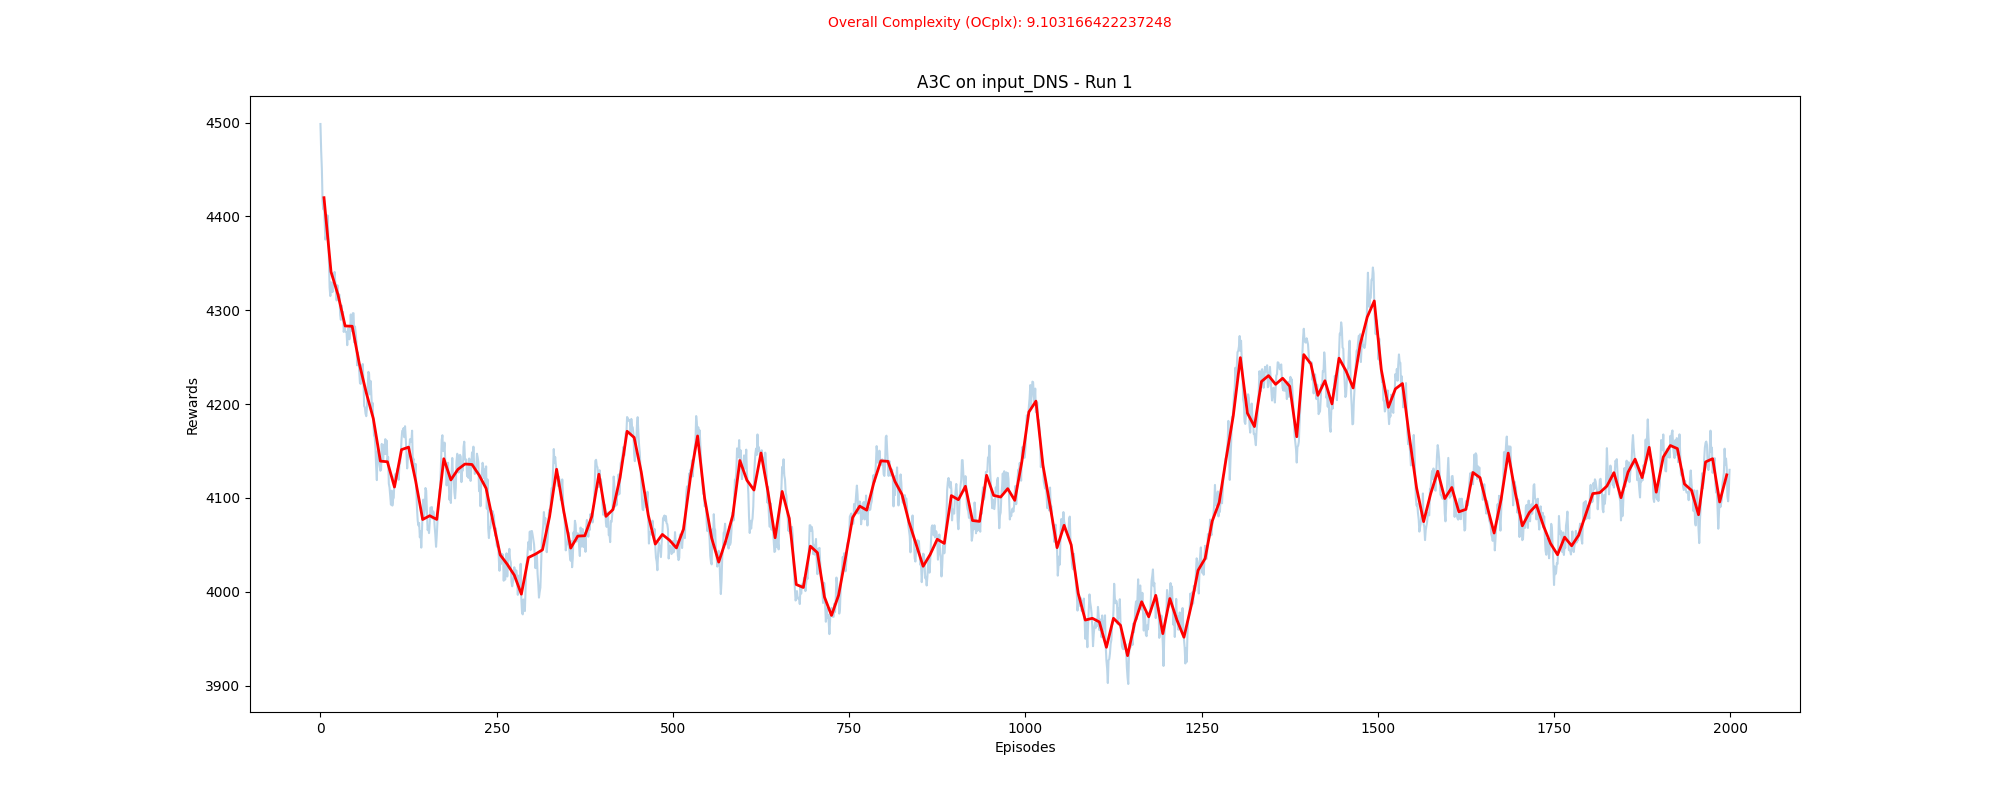 Overall Complexity (OCplx): 9.103166422237248
A3C on input_DNS - Run 1
4500
4400
4300
4200
4100
4000
3900
Rewards
0 250 500 750 1000 1250 1500 1750 2000
Episodes